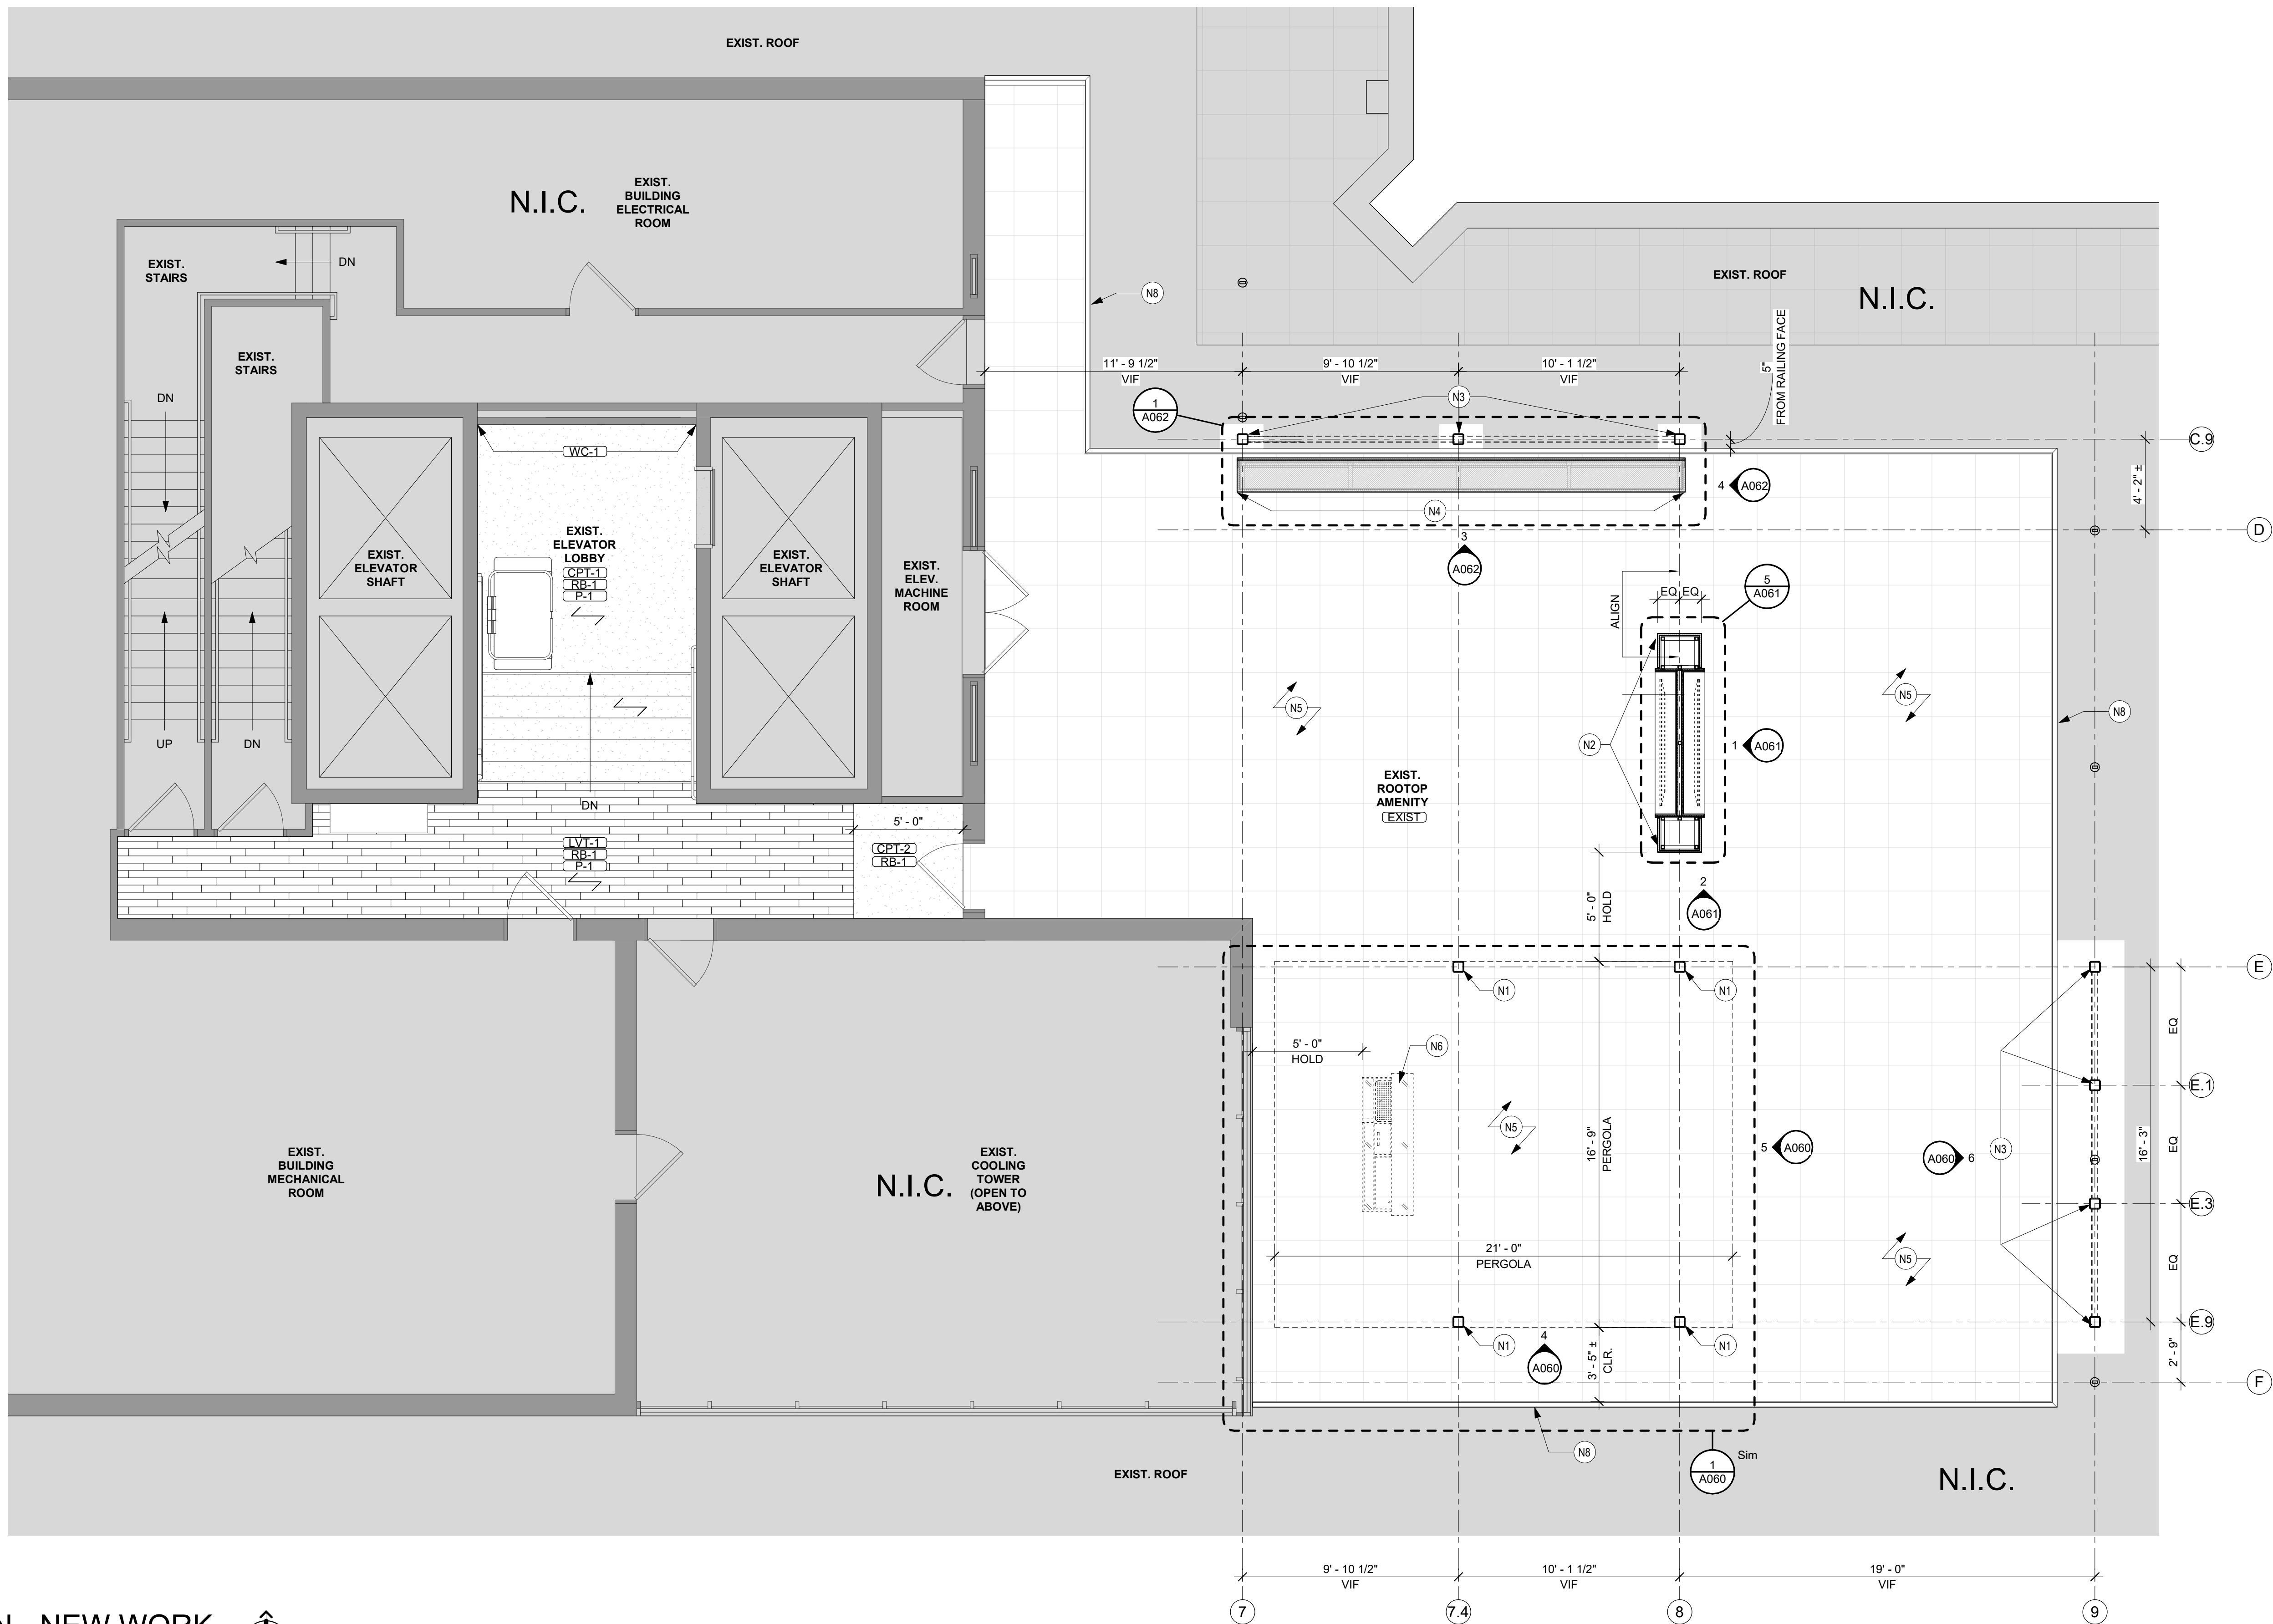 EXIST. ROOF
N.I.C.
EXIST.
BUILDING
ELECTRICAL
ROOM
EXIST.
STAIRS
DN
EXIST.
STAIRS
DN
EXIST. ROOF
N.I.C.
N8
11' - 9 1/2"
VIF
9' - 10 1/2"
VIF
10' - 1 1/2"
VIF
5"
FROM RAILING FACE
1
A062
N3
C.9
WC-1
4
A062
4' - 2" ±
N4
D
EXIST.
ELEVATOR
SHAFT
EXIST.
ELEVATOR
LOBBY
CPT-1
RB-1
P-1
EXIST.
ELEVATOR
SHAFT
EXIST.
ELEV.
MACHINE
ROOM
3
A062
ALIGN
EQ
EQ
5
A061
N5
N5
N8
UP
DN
N2
1
A061
EXIST.
ROOTOP
AMENITY
EXIST
DN
5' - 0"
LVT-1
RB-1
P-1
CPT-2
RB-1
5' - 0"
HOLD
2
A061
E
N1
N1
5' - 0"
HOLD
N6
EQ
E.1
N5
16' - 9"
PERGOLA
5
A060
A060
6
N3
16' - 3"
EQ
EXIST.
BUILDING
MECHANICAL
ROOM
N.I.C.
EXIST.
COOLING
TOWER
(OPEN TO
ABOVE)
E.3
21' - 0"
PERGOLA
N5
EQ
E.9
N1
4
A060
3' - 5" ±
CLR.
N1
2' - 9"
F
N8
Sim
1
A060
EXIST. ROOF
N.I.C.
9' - 10 1/2"
VIF
10' - 1 1/2"
VIF
19' - 0"
VIF
7
7.4
8
9
NEW WORK